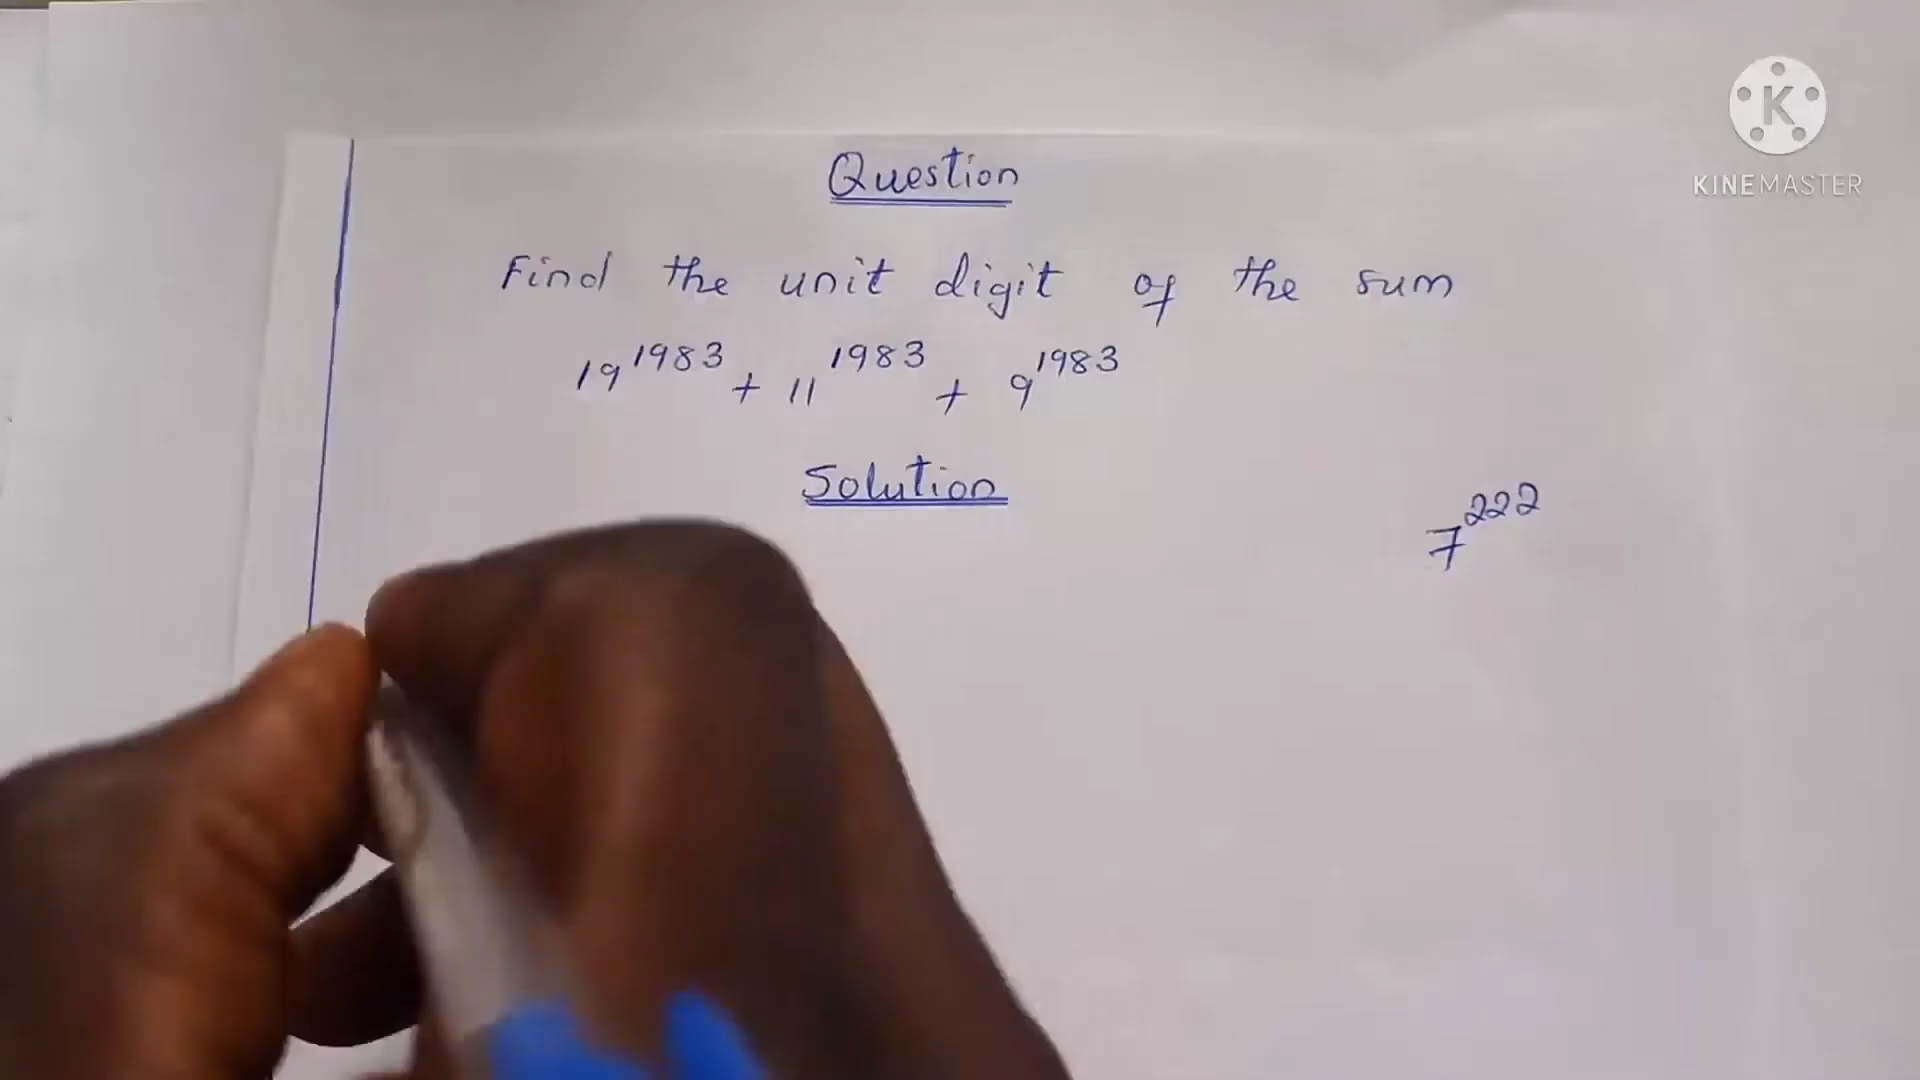 K
KINEMASTER
Question
Find the unit digit of the sum
19^1983 + 11^1983 + 9^1983
Solution
7^222